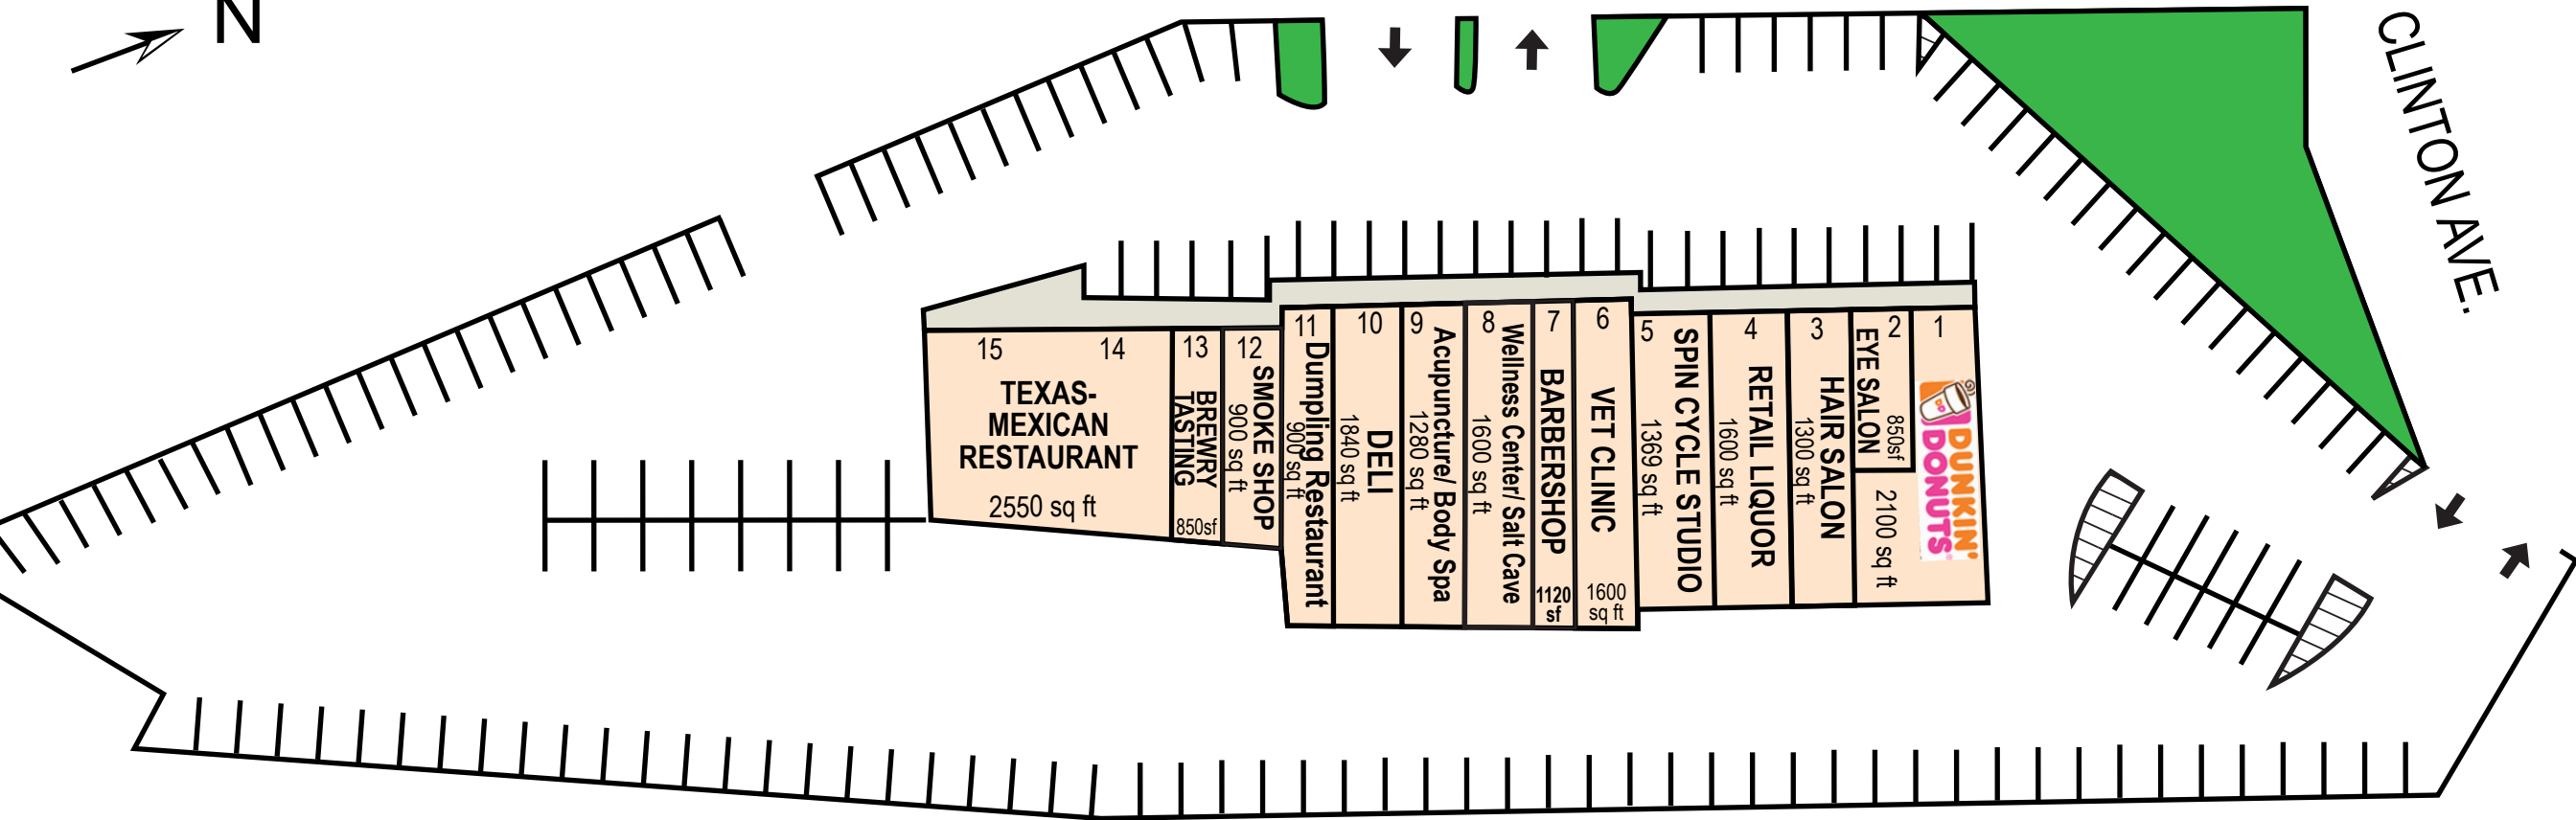 N
CLINTON AVE.
15
14
TEXAS-
MEXICAN
RESTAURANT
2550 sq ft
13
BREWRY
TASTING
850sf
12
SMOKE SHOP
900 sq ft
11
Dumpling Restaurant
900 sq ft
10
DELI
1840 sq ft
9
Acupuncture/ Body Spa
1280 sq ft
8
Wellness Center/ Salt Cave
1600 sq ft
7
BARBERSHOP
1120
sf
6
VET CLINIC
1600
sq ft
5
SPIN CYCLE STUDIO
1369 sq ft
4
RETAIL LIQUOR
1600 sq ft
3
HAIR SALON
1300 sq ft
2
EYE SALON
850sf
1
DD
DUNKIN'
DONUTS
2100 sq ft